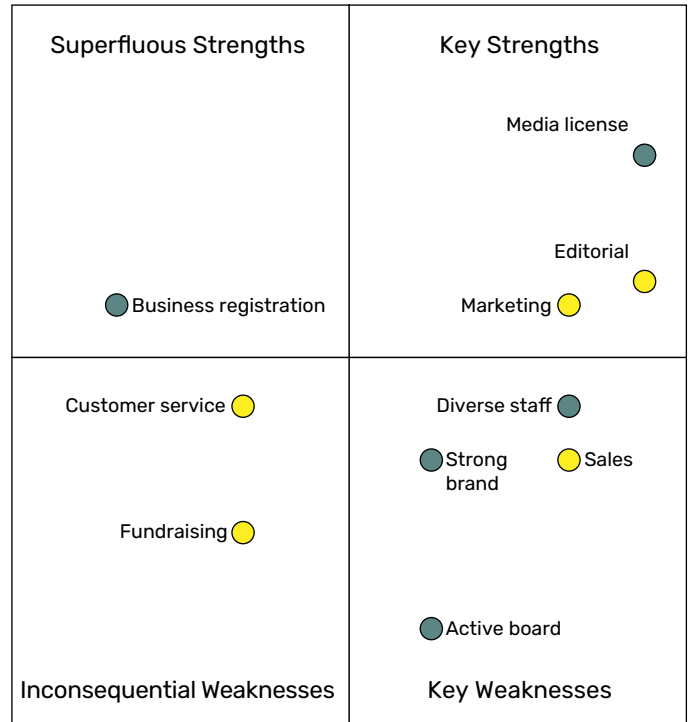 Superfluous Strengths
Key Strengths
Media license
Editorial
Business registration
Marketing
Customer service
Diverse staff
Strong
brand
Sales
Fundraising
Active board
Inconsequential Weaknesses
Key Weaknesses